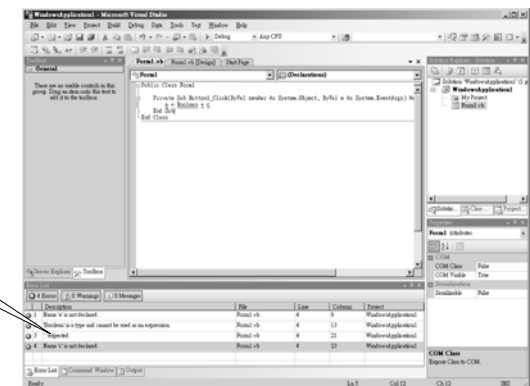 WindowsApplication1 - Microsoft Visual Studio
File Edit View Project Build Debug Data Tools Test Window Help
Debug Any CPU
Toolbox
General
There are no usable controls in this
group. Drag an item onto this text to
add it to the toolbox.
Server Explorer Toolbox
Form1.vb Form1.vb [Design] Start Page
Form1 (Declarations)
Public Class Form1
Private Sub Button1_Click(ByVal sender As System.Object, ByVal e As System.EventArgs) Ha
End Sub
End Class
Solution Explorer - Solution
Solution 'WindowsApplication1' (1 p
WindowsApplication1
My Project
Form1.vb
Solutio... Class ... Propert...
Properties
Form1 Attributes
COM
COM Class False
COM Visible True
Serialization
Serializable False
COM Class
Expose Class to COM.
Error List
4 Errors 0 Warnings 0 Messages
Description File Line Column Project
1 Form1.vb 4 9 WindowsApplication1
2 'Boolean' is a type and cannot be used as an expression. Form1.vb 4 13 WindowsApplication1
3 expected. Form1.vb 4 21 WindowsApplication1
4 Form1.vb 4 23 WindowsApplication1
Error List Command Window Output
Ready Ln 5 Col 12 Ch 12 INS